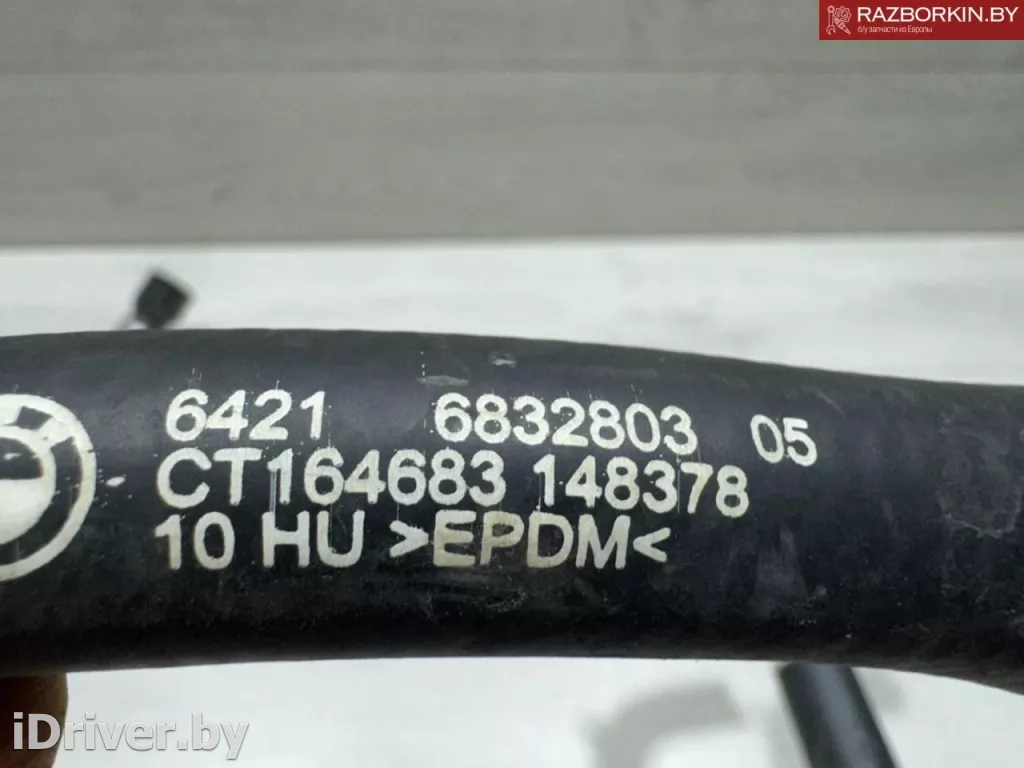 RAZBORKIN.BY
б/у запчасти из Европы
6421 6832803 05
CT164683 148378
10 HU >EPDM<
iDriver.by